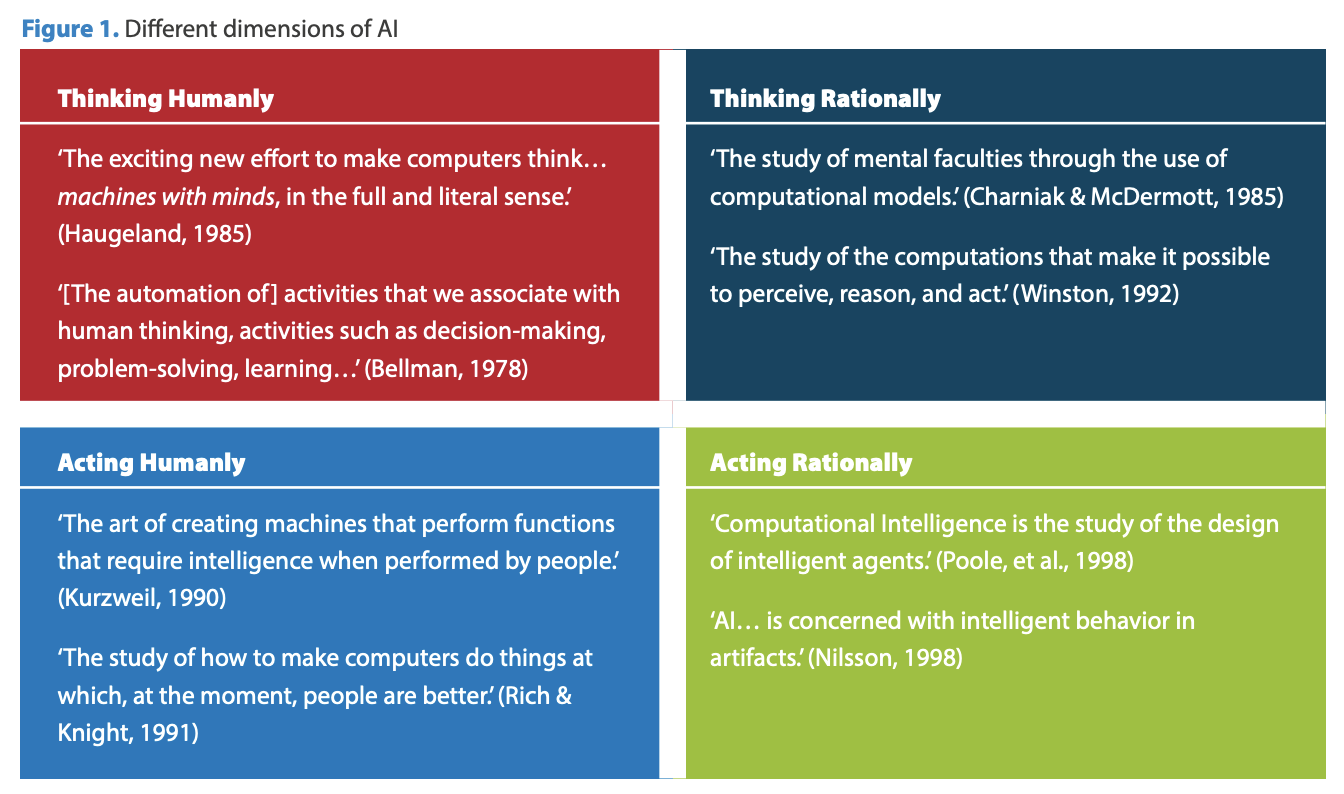 Figure 1. Different dimensions of AI
Thinking Humanly
‘The exciting new effort to make computers think…
machines with minds, in the full and literal sense.’
(Haugeland, 1985)
‘[The automation of] activities that we associate with
human thinking, activities such as decision-making,
problem-solving, learning…’ (Bellman, 1978)
Thinking Rationally
‘The study of mental faculties through the use of
computational models.’ (Charniak & McDermott, 1985)
‘The study of the computations that make it possible
to perceive, reason, and act.’ (Winston, 1992)
Acting Humanly
‘The art of creating machines that perform functions
that require intelligence when performed by people.’
(Kurzweil, 1990)
‘The study of how to make computers do things at
which, at the moment, people are better.’ (Rich &
Knight, 1991)
Acting Rationally
‘Computational Intelligence is the study of the design
of intelligent agents.’ (Poole, et al., 1998)
‘AI… is concerned with intelligent behavior in
artifacts.’ (Nilsson, 1998)